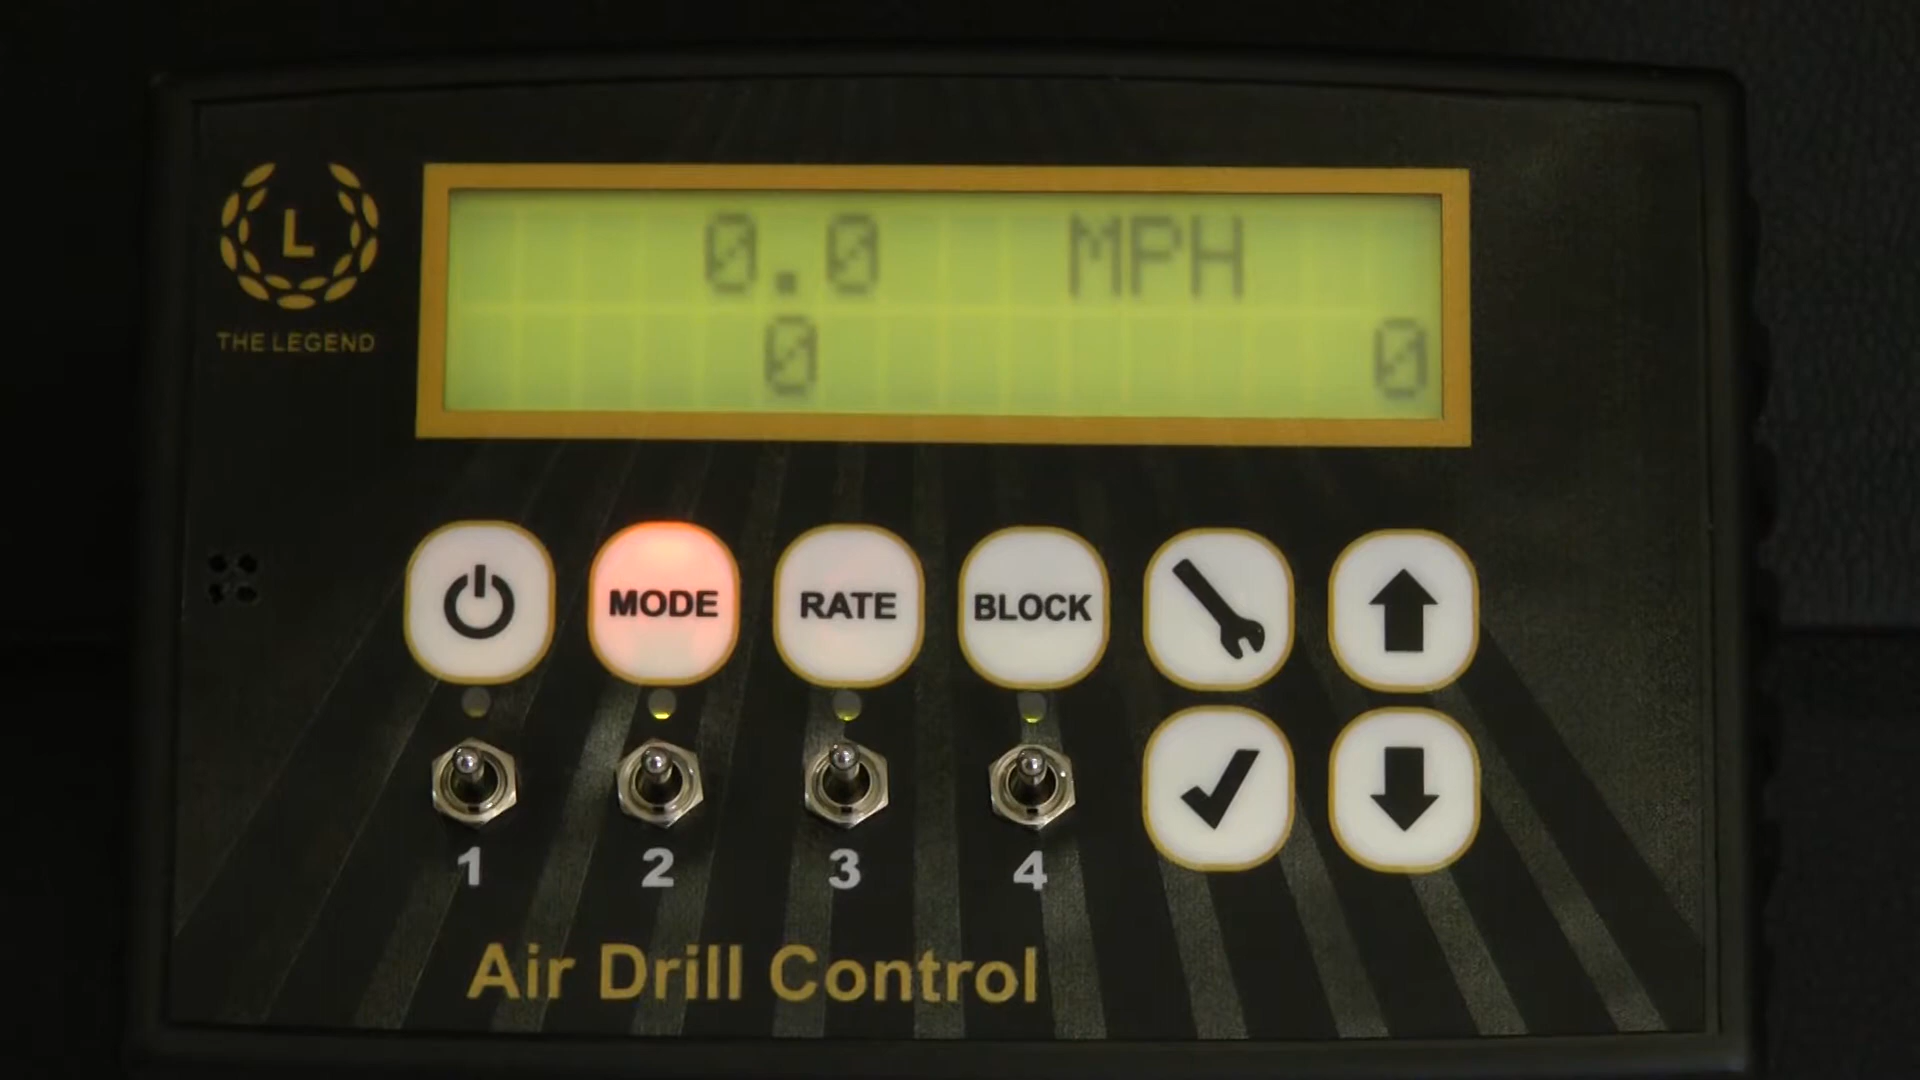 L
THE LEGEND
0.0 MPH
0 0
MODE RATE BLOCK
1 2 3 4
Air Drill Control